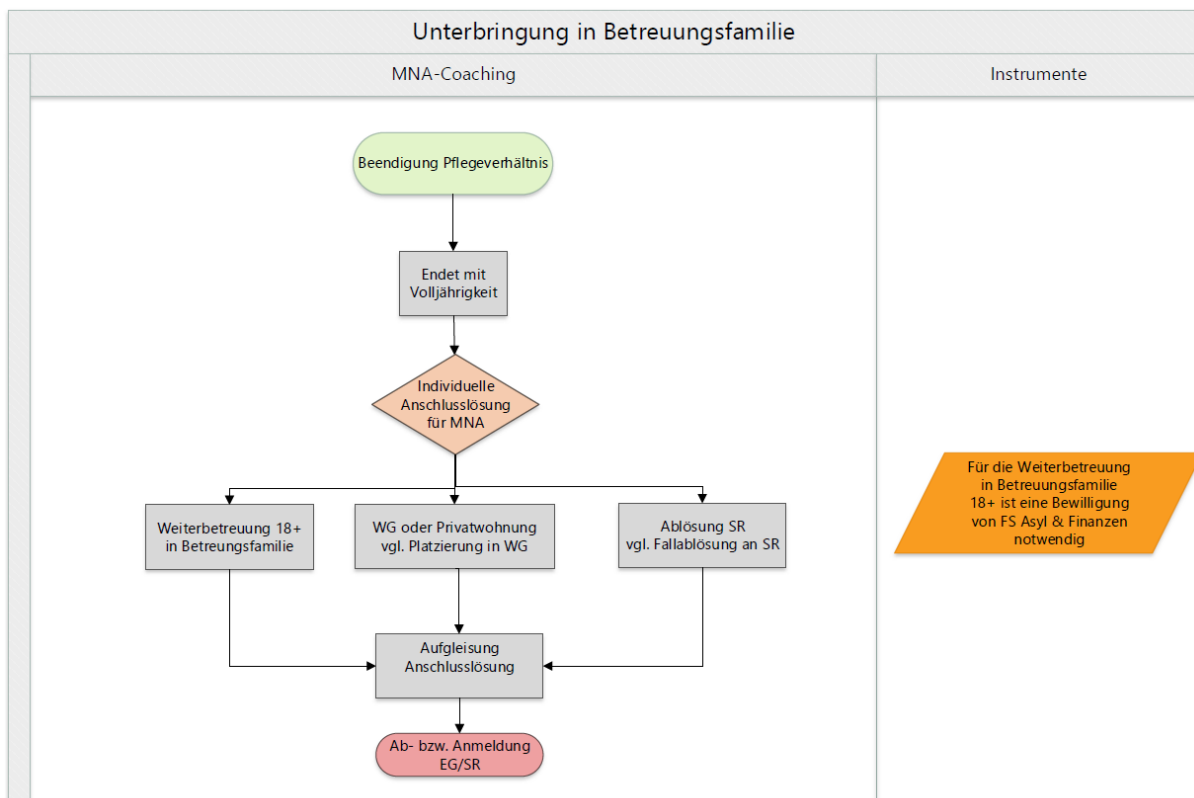 Unterbringung in Betreuungsfamilie
MNA-Coaching
Instrumente
Beendigung Pflegeverhältnis
Endet mit
Volljährigkeit
Individuelle
Anschlusslösung
für MNA
Weiterbetreuung 18+
in Betreungsfamilie
WG oder Privatwohnung
vgl. Platzierung in WG
Ablösung SR
vgl. Fallablösung an SR
Für die Weiterbetreuung
in Betreuungsfamilie
18+ ist eine Bewilligung
von FS Asyl & Finanzen
notwendig
Aufgleisung
Anschlusslösung
Ab- bzw. Anmeldung
EG/SR